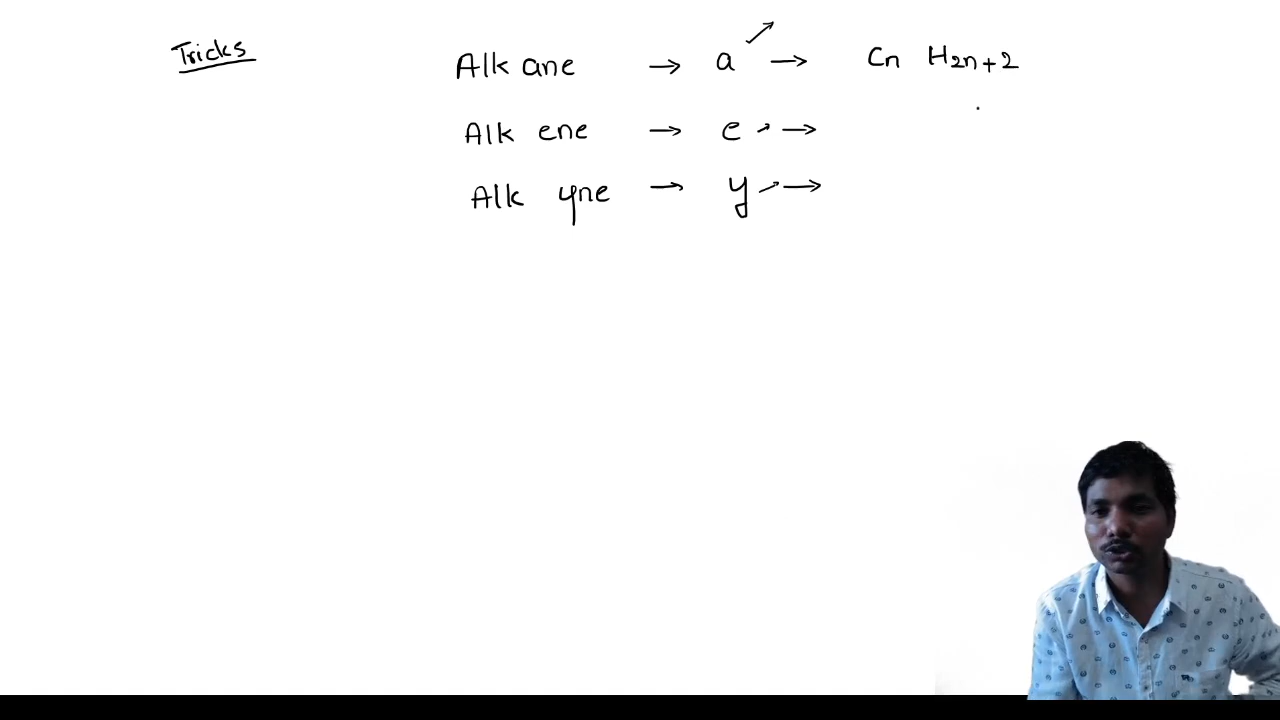 Tricks
Alk ane → a → Cn H2n+2
Alk ene → e → 
Alk yne → y →